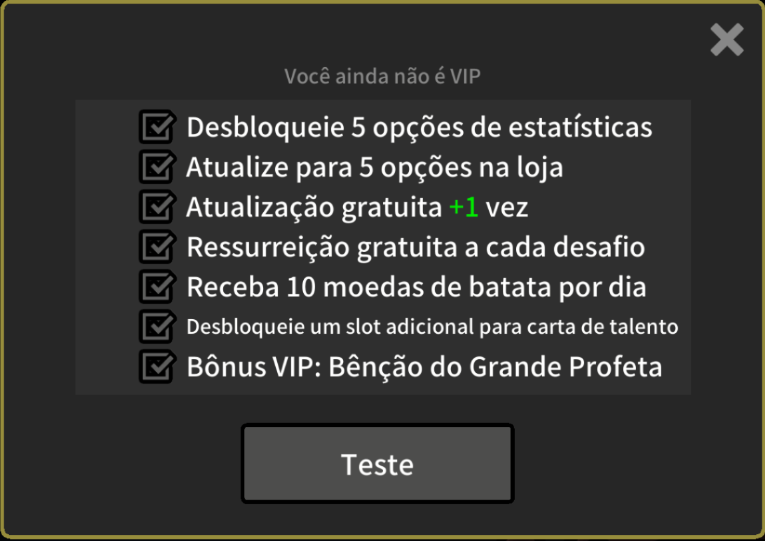 Você ainda não é VIP
Desbloqueie 5 opções de estatísticas
Atualize para 5 opções na loja
Atualização gratuita +1 vez
Ressurreição gratuita a cada desafio
Receba 10 moedas de batata por dia
Desbloqueie um slot adicional para carta de talento
Bônus VIP: Bênção do Grande Profeta
Teste